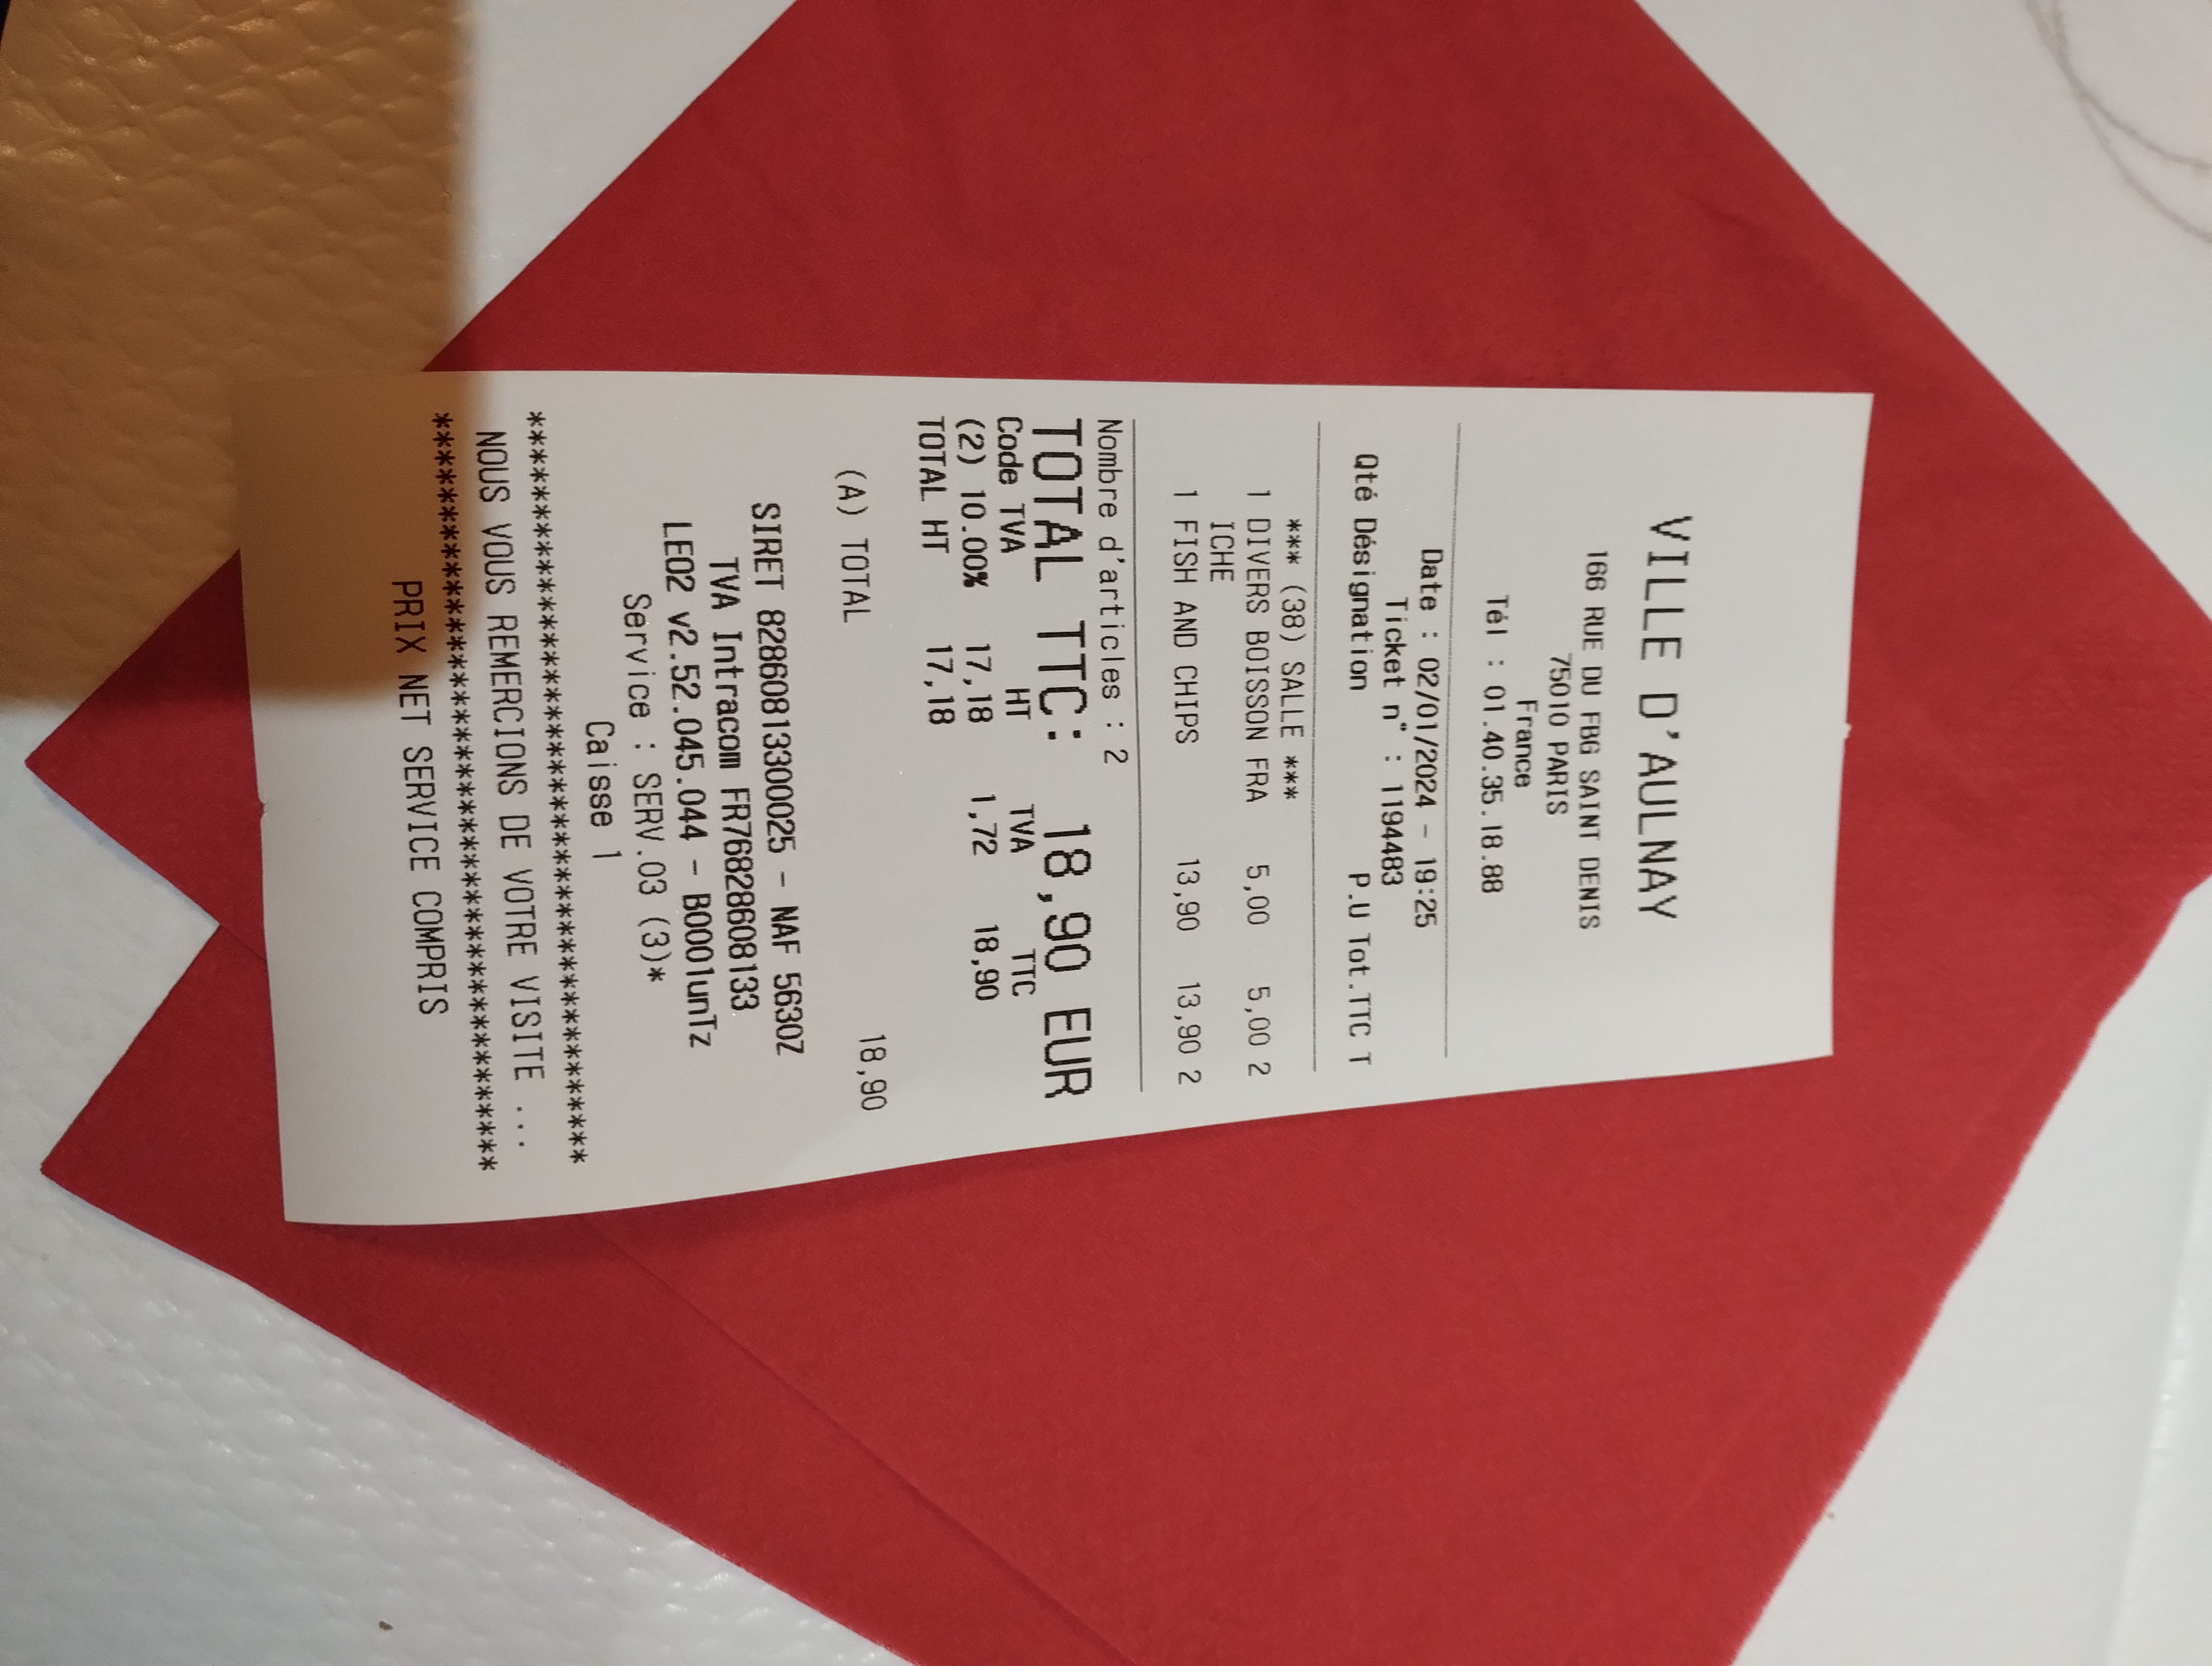 VILLE D'AULNAY
166 RUE DU FBG SAINT DENIS
75010 PARIS
France
Tél : 01.40.35.18.88
Date : 02/01/2024 - 19:25
Ticket n° : 1194483
Qté Désignation P.U Tot.TTC T
*** (38) SALLE ***
1 DIVERS BOISSON FRA 5,00 5,00 2
ICHE
1 FISH AND CHIPS 13,90 13,90 2
Nombre d'articles : 2
TOTAL TTC: 18,90 EUR
Code TVA HT TVA TTC
(2) 10.00% 17,18 1,72 18,90
TOTAL HT 17,18
(A) TOTAL 18,90
SIRET 82860813300025 - NAF 5630Z
TVA Intracom FR76828608133
LEO2 v2.52.045.044 - B0001unTz
Service : SERV.03 (3)*
Caisse 1
******************************************
NOUS VOUS REMERCIONS DE VOTRE VISITE ...
******************************************
PRIX NET SERVICE COMPRIS